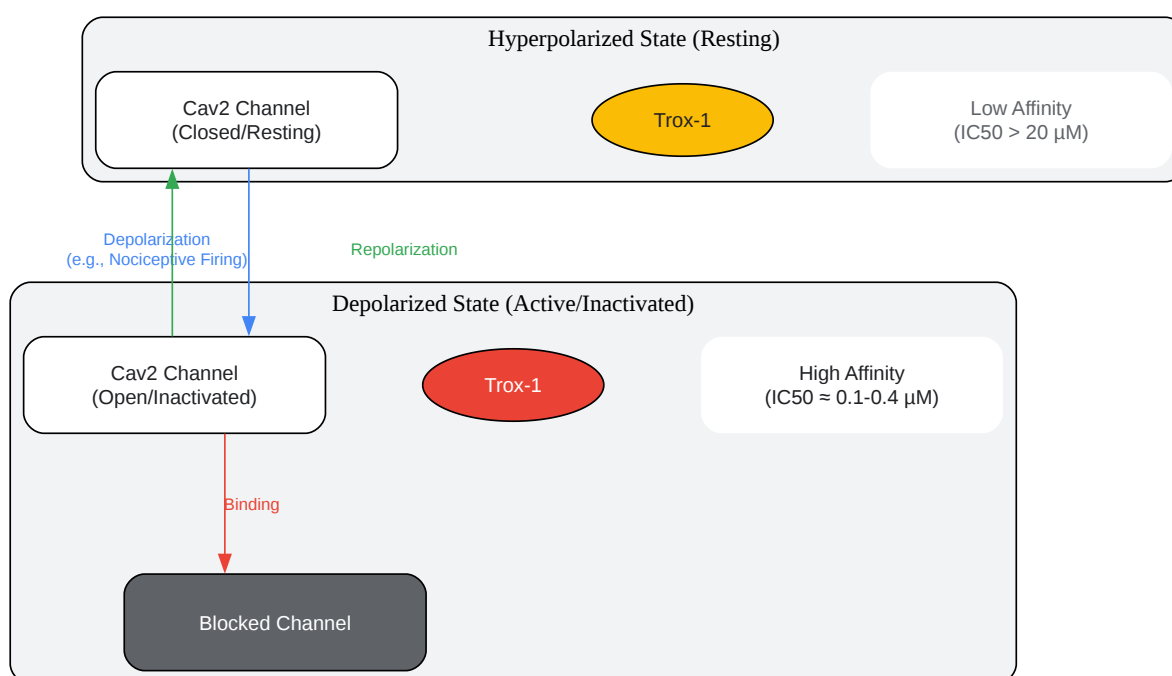 Hyperpolarized State (Resting)
Cav2 Channel
(Closed/Resting)
Trox-1
Low Affinity
(IC50 > 20 µM)
Depolarization
(e.g., Nociceptive Firing)
Repolarization
Depolarized State (Active/Inactivated)
Cav2 Channel
(Open/Inactivated)
Trox-1
High Affinity
(IC50 ≈ 0.1-0.4 µM)
Binding
Blocked Channel